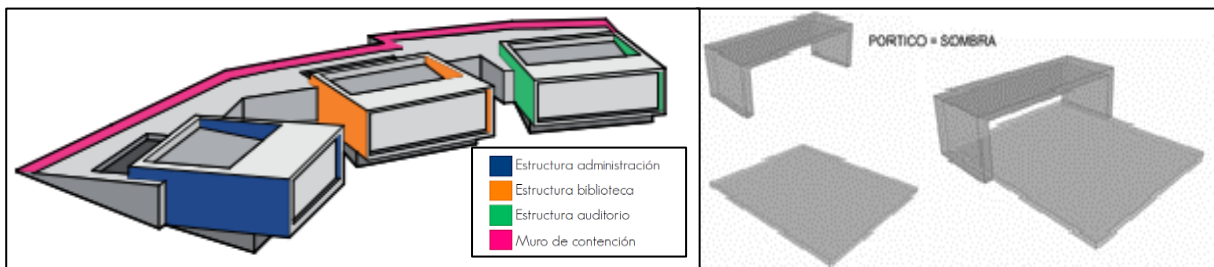 Estructura administración
Estructura biblioteca
Estructura auditorio
Muro de contención
PORTICO = SOMBRA